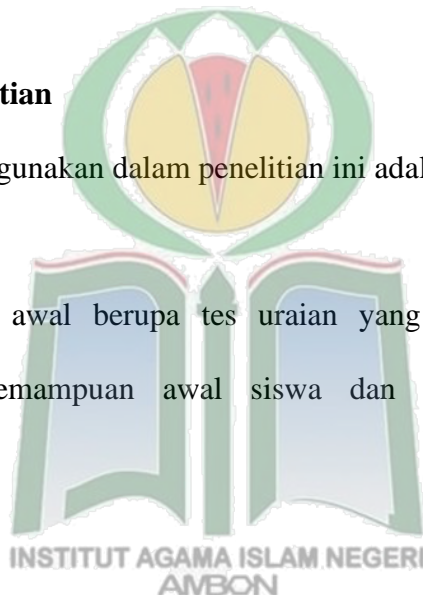 tian
gunakan dalam penelitian ini adal
awal berupa tes uraian yang
emampuan awal siswa dan
INSTITUT AGAMA ISLAM NEGERI
AMBON